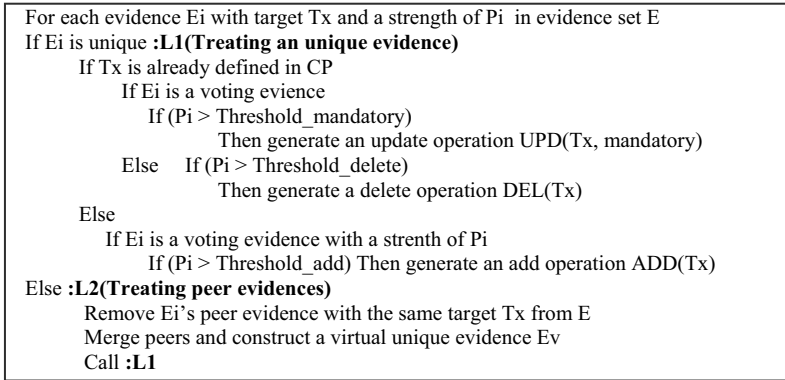 For each evidence Ei with target Tx and a strength of Pi in evidence set E
If Ei is unique :L1(Treating an unique evidence)
If Tx is already defined in CP
If Ei is a voting evience
If (Pi > Threshold_mandatory)
Then generate an update operation UPD(Tx, mandatory)
Else If (Pi > Threshold_delete)
Then generate a delete operation DEL(Tx)
Else
If Ei is a voting evidence with a strenth of Pi
If (Pi > Threshold_add) Then generate an add operation ADD(Tx)
Else :L2(Treating peer evidences)
Remove Ei's peer evidence with the same target Tx from E
Merge peers and construct a virtual unique evidence Ev
Call :L1